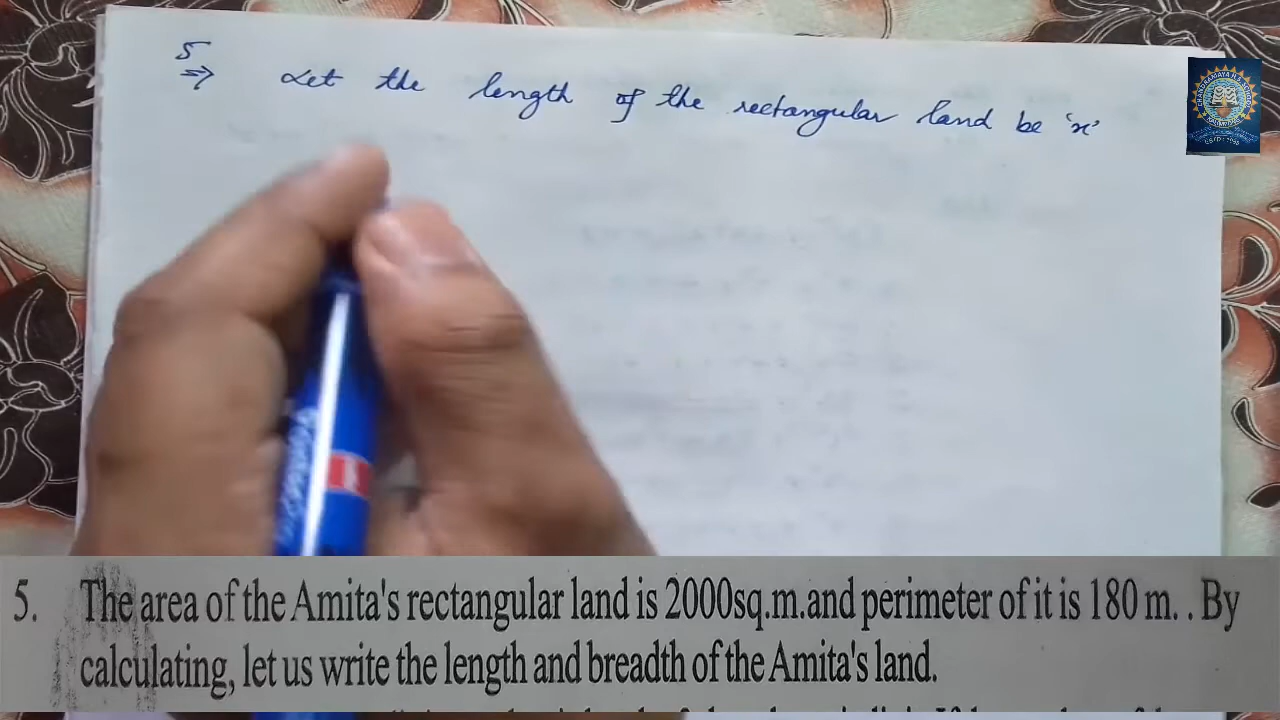 5
⇒ Let the length of the rectangular land be 'x'
5. The area of the Amita's rectangular land is 2000sq.m.and perimeter of it is 180 m. . By
calculating, let us write the length and breadth of the Amita's land.